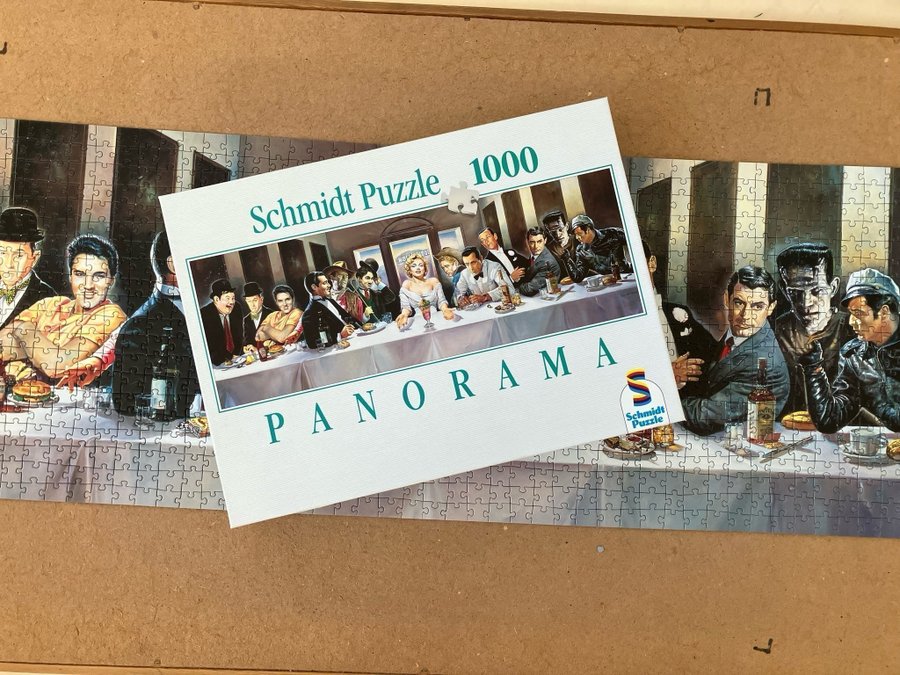 Schmidt Puzzle 1000
PANORAMA
Schmidt
Puzzle